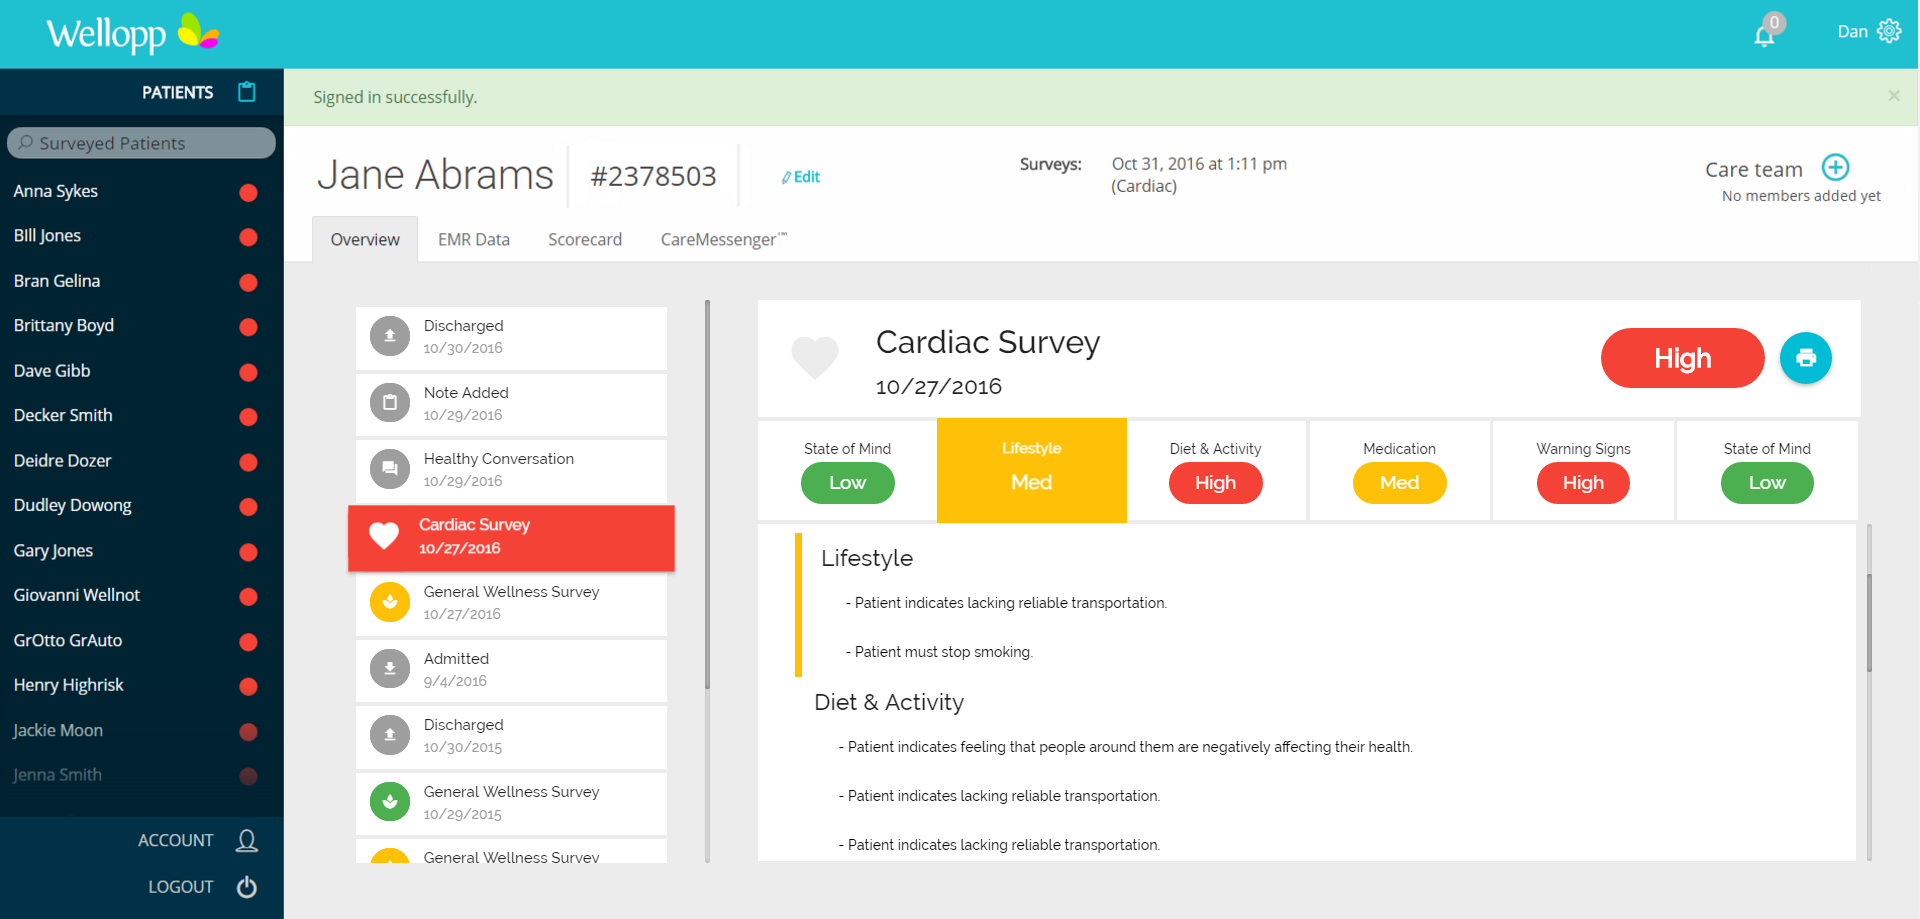 Wellopp
0
Dan
PATIENTS
Surveyed Patients
Anna Sykes
BIll Jones
Bran Gelina
Brittany Boyd
Dave Gibb
Decker Smith
Deidre Dozer
Dudley Dowong
Gary Jones
Giovanni Wellnot
GrOtto GrAuto
Henry Highrisk
Jackie Moon
Jenna Smith
ACCOUNT
LOGOUT
Signed in successfully.
×
Jane Abrams
#2378503
Edit
Surveys:
Oct 31, 2016 at 1:11 pm
(Cardiac)
Care team
No members added yet
Overview
EMR Data
Scorecard
CareMessenger™
Discharged
10/30/2016
Note Added
10/29/2016
Healthy Conversation
10/29/2016
Cardiac Survey
10/27/2016
General Wellness Survey
10/27/2016
Admitted
9/4/2016
Discharged
10/30/2015
General Wellness Survey
10/29/2015
General Wellness Survey
Cardiac Survey
10/27/2016
High
State of Mind
Low
Lifestyle
Med
Diet & Activity
High
Medication
Med
Warning Signs
High
State of Mind
Low
Lifestyle
- Patient indicates lacking reliable transportation.
- Patient must stop smoking.
Diet & Activity
- Patient indicates feeling that people around them are negatively affecting their health.
- Patient indicates lacking reliable transportation.
- Patient indicates lacking reliable transportation.